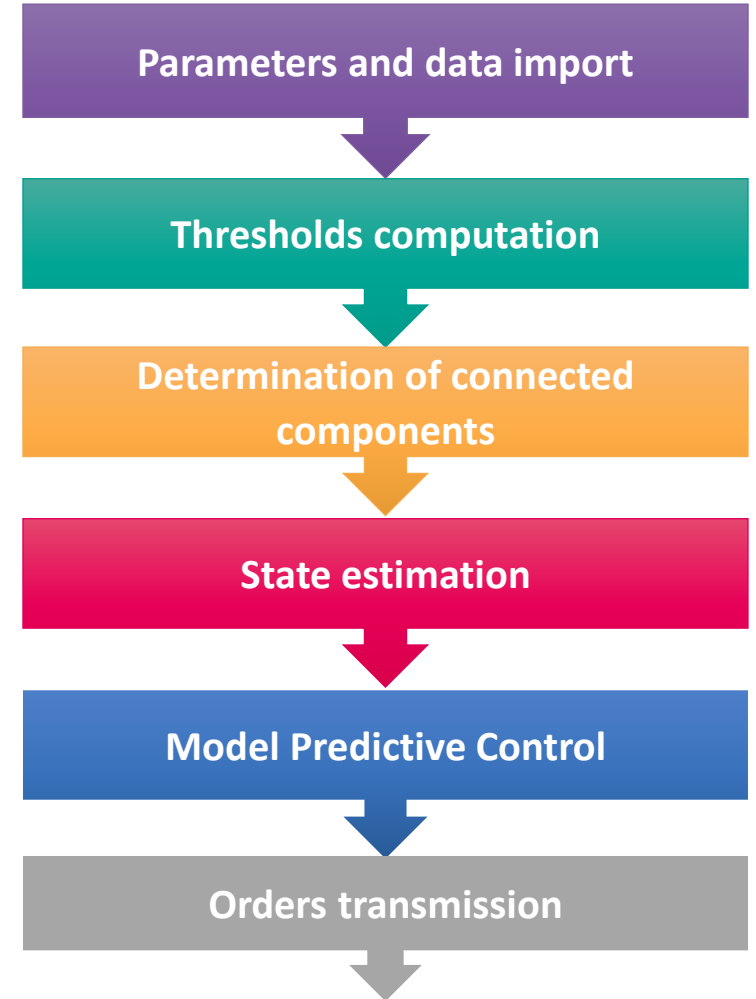 Parameters and data import
Thresholds computation
Determination of connected
components
State estimation
Model Predictive Control
Orders transmission